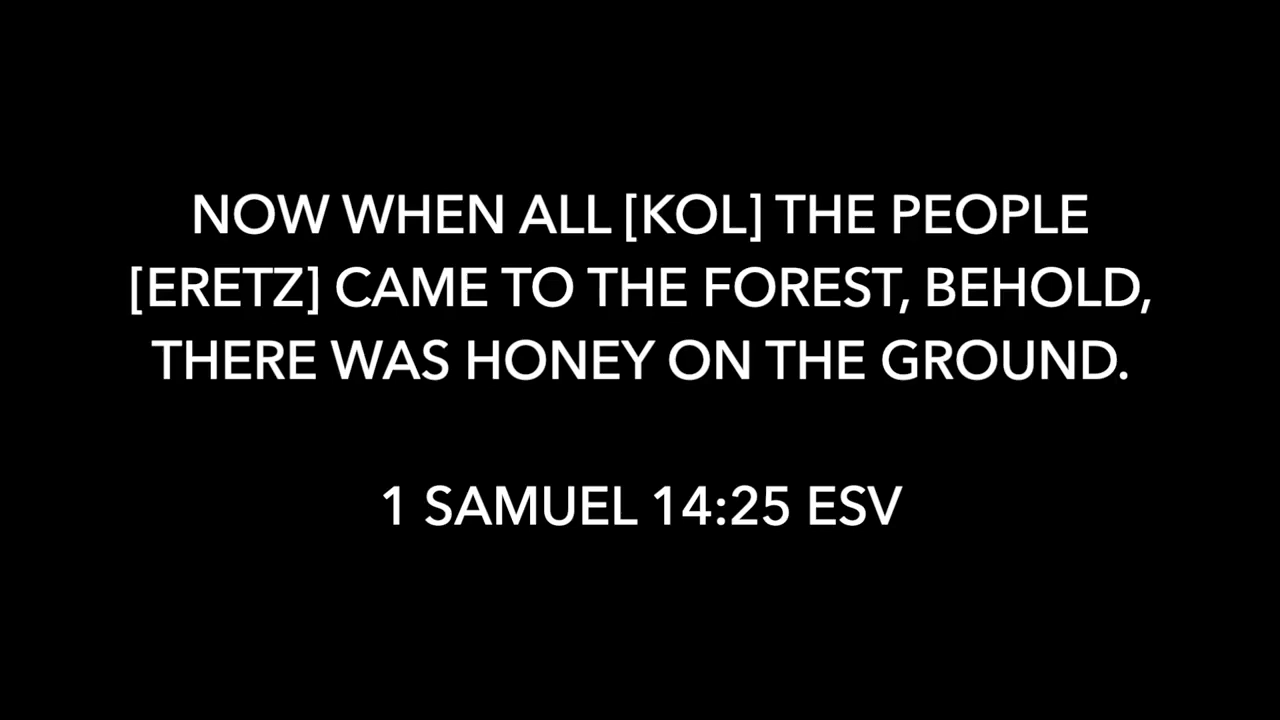 NOW WHEN ALL [KOL] THE PEOPLE
[ERETZ] CAME TO THE FOREST, BEHOLD,
THERE WAS HONEY ON THE GROUND.
1 SAMUEL 14:25 ESV